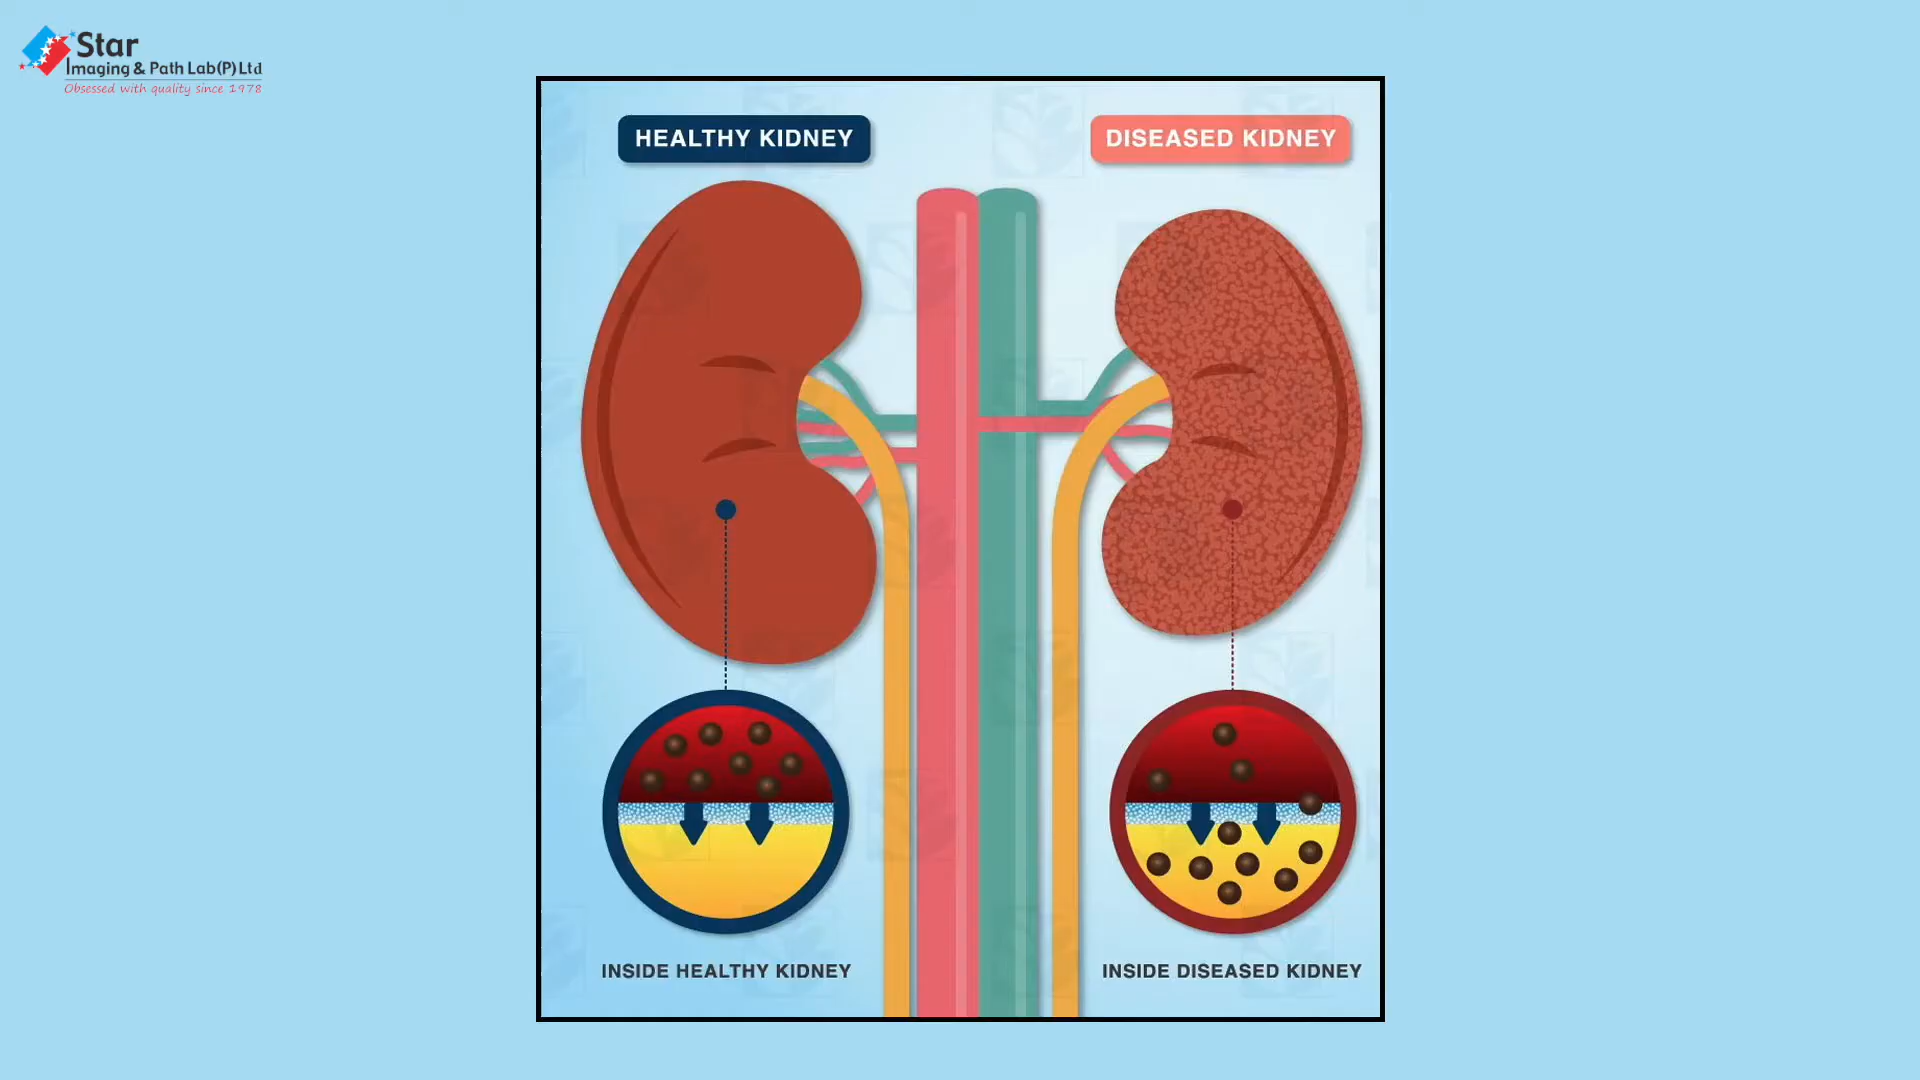 Star
Imaging & Path Lab(P)Ltd
Obsessed with quality since 1978
HEALTHY KIDNEY
DISEASED KIDNEY
INSIDE HEALTHY KIDNEY
INSIDE DISEASED KIDNEY